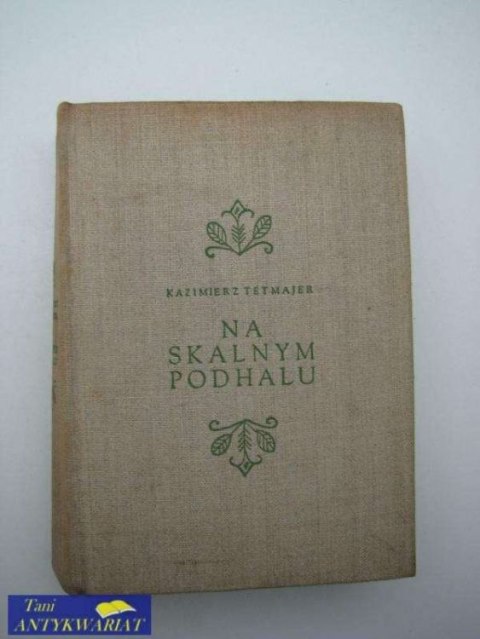 KAZIMIERZ TETMAJER
NA
SKALNYM
PODHALU
Tani
ANTYKWARIAT